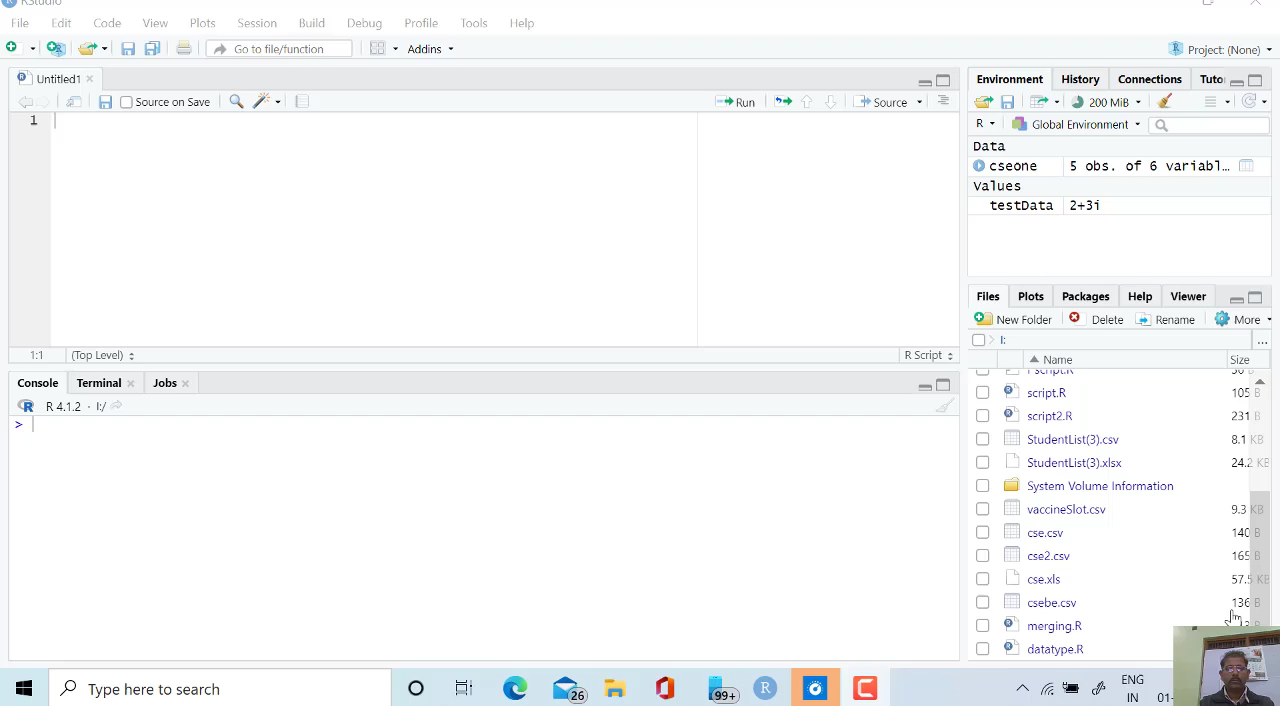 RStudio
File Edit Code View Plots Session Build Debug Profile Tools Help
Go to file/function Addins Project: (None)
Untitled1
Source on Save Run Source
1
1:1 (Top Level) R Script
Console Terminal Jobs
R 4.1.2 · I:/
>
Environment History Connections Tuto
200 MiB
R Global Environment
Data
cseone 5 obs. of 6 variabl…
Values
testData 2+3i
Files Plots Packages Help Viewer
New Folder Delete Rename More
I: ...
Name Size
script.R 105 B
script2.R 231 B
StudentList(3).csv 8.1 KB
StudentList(3).xlsx 24.2 KB
System Volume Information
vaccineSlot.csv 9.3 KB
cse.csv 140 B
cse2.csv 165 B
cse.xls 57.5 KB
csebe.csv 136 B
merging.R
datatype.R
Type here to search 26 99+ ENG
IN 01-